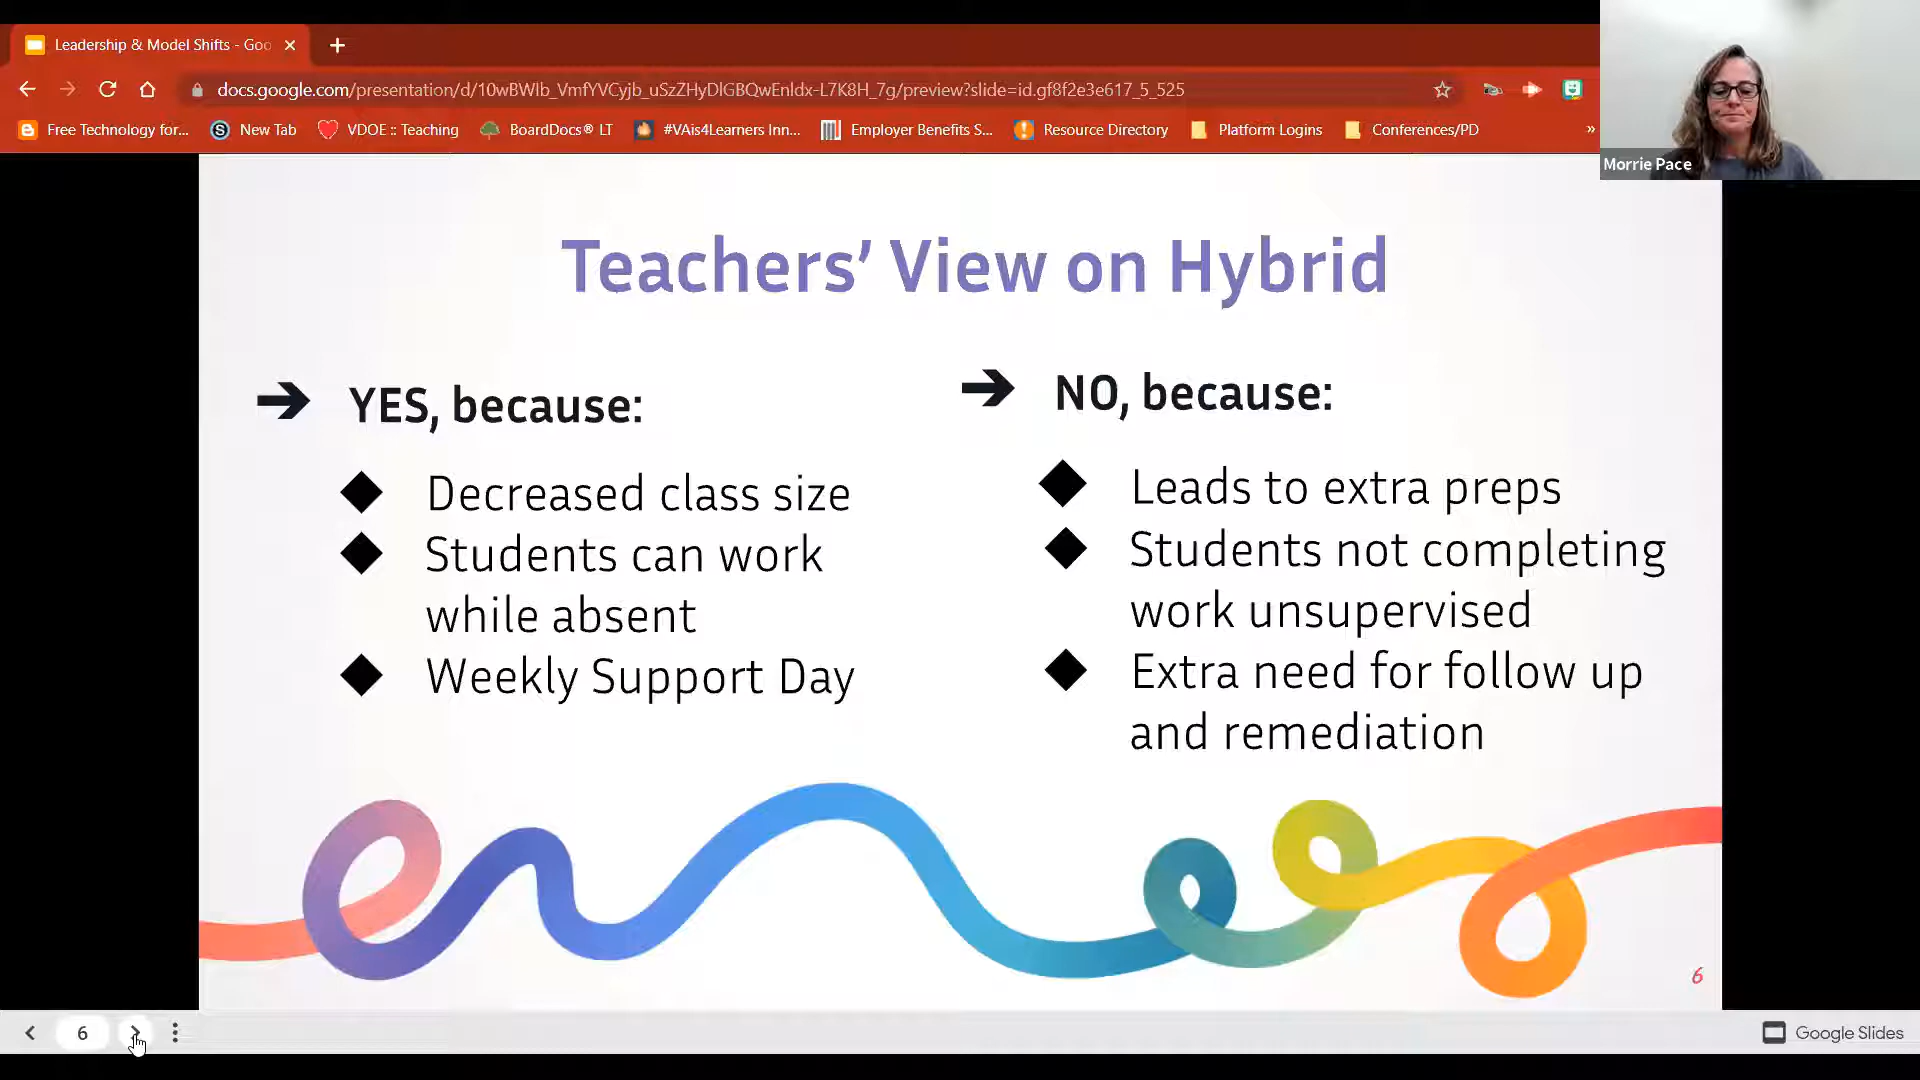 Leadership & Model Shifts - Goo
docs.google.com/presentation/d/10wBWlb_VmfYVCyjb_uSzZHyDlGBQwEnldx-L7K8H_7g/preview?slide=id.gf8f2e3e617_5_525
Free Technology for... New Tab VDOE :: Teaching BoardDocs® LT #VAis4Learners Inn... Employer Benefits S... Resource Directory Platform Logins Conferences/PD »
Morrie Pace
Teachers’ View on Hybrid
YES, because:
Decreased class size
Students can work
while absent
Weekly Support Day
NO, because:
Leads to extra preps
Students not completing
work unsupervised
Extra need for follow up
and remediation
6
6
Google Slides